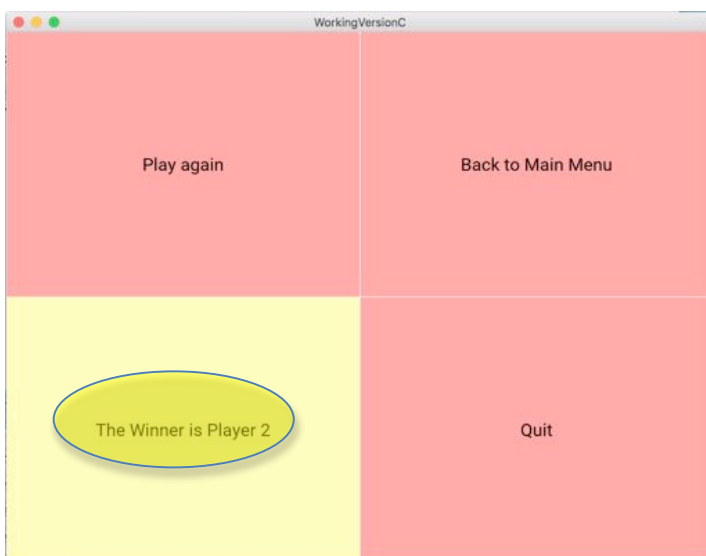 WorkingVersionC
Play again
Back to Main Menu
The Winner is Player 2
Quit